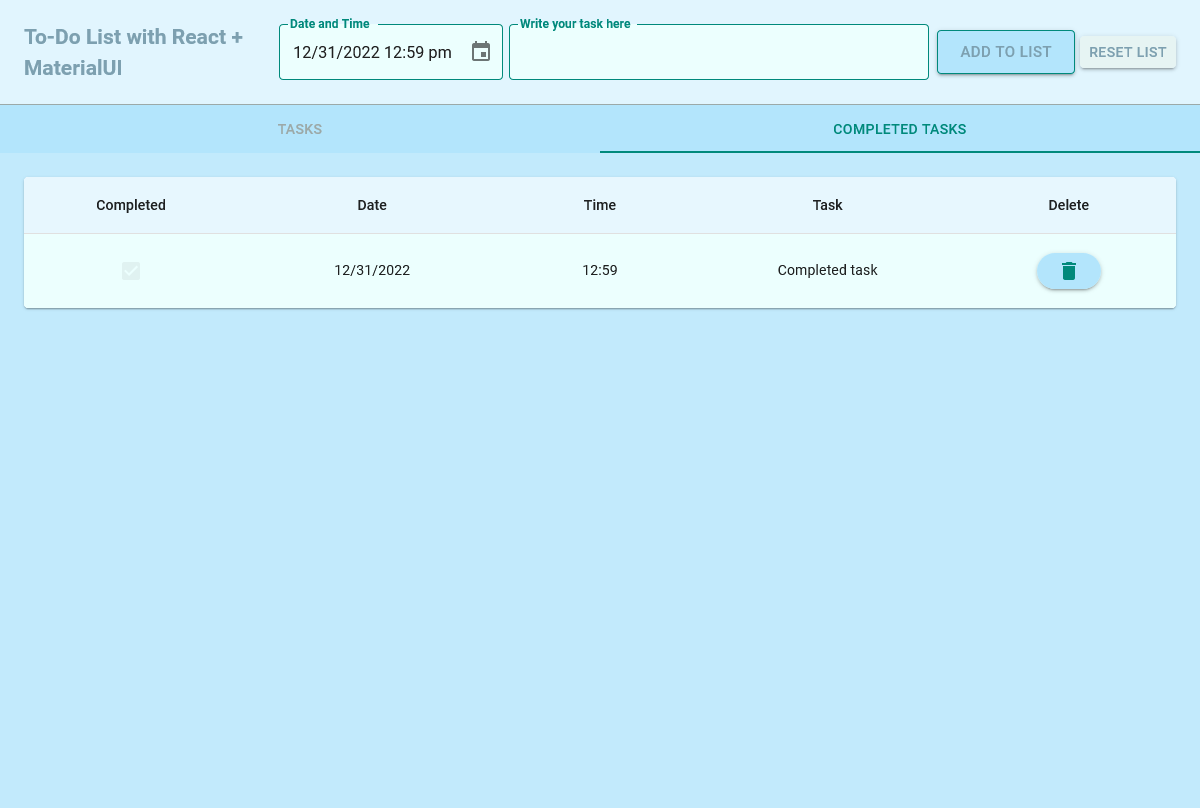 To-Do List with React +
MaterialUI
Date and Time
12/31/2022 12:59 pm
Write your task here
ADD TO LIST
RESET LIST
TASKS
COMPLETED TASKS
Completed Date Time Task Delete
12/31/2022 12:59 Completed task